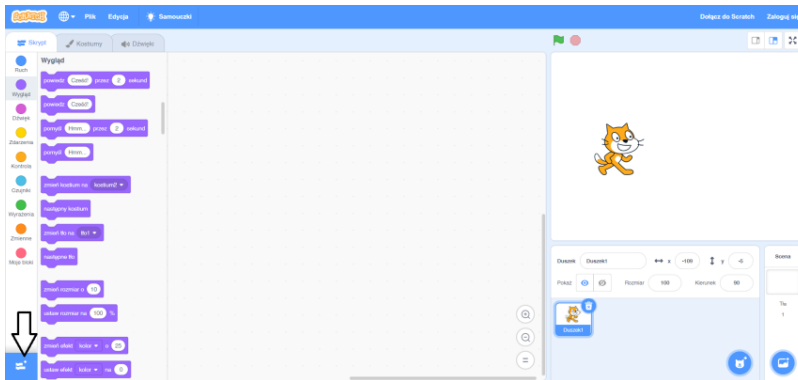 SCRATCH Plik Edycja Samouczki Dołącz do Scratch Zaloguj się
Skrypt Kostiumy Dźwięk
Ruch
Wygląd
Dźwięk
Zdarzenia
Kontrola
Czujniki
Wyrażenia
Zmienne
Moje bloki
Wygląd
powiedz Cześć! przez 2 sekund
powiedz Cześć!
pomyśl Hmm... przez 2 sekund
pomyśl Hmm...
zmień kostium na kostium2
następny kostium
zmień tło na tło1
następne tło
zmień rozmiar o 10
ustaw rozmiar na 100 %
zmień efekt kolor o 25
ustaw efekt kolor na 0
Duszek Duszek1 x -109 y -5
Pokaż Rozmiar 100 Kierunek 90
Duszek1
Scena
Tła
1